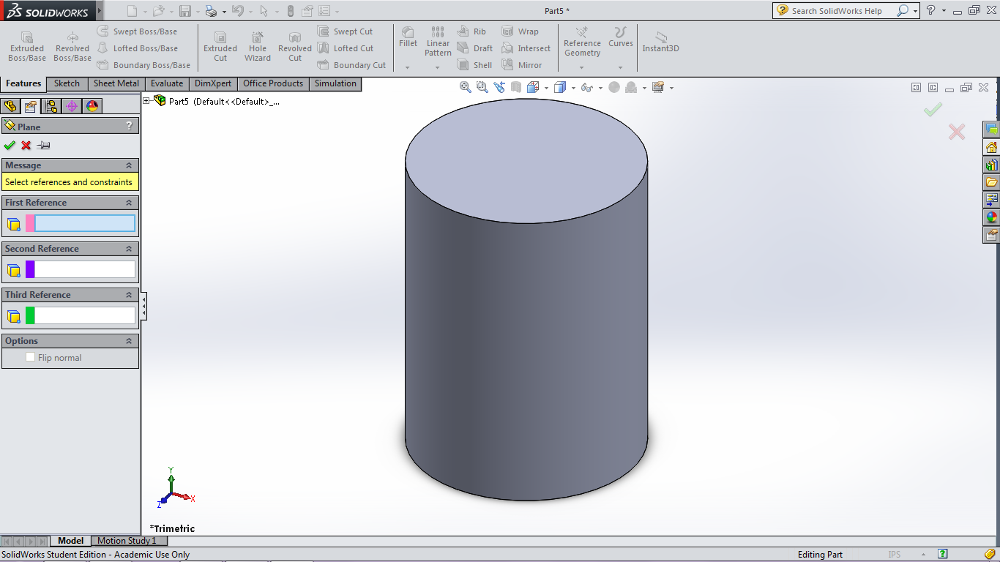 SOLIDWORKS
Part5 *
Search SolidWorks Help
?
Extruded Boss/Base
Revolved Boss/Base
Swept Boss/Base
Lofted Boss/Base
Boundary Boss/Base
Extruded Cut
Hole Wizard
Revolved Cut
Swept Cut
Lofted Cut
Boundary Cut
Fillet
Linear Pattern
Rib
Draft
Shell
Wrap
Intersect
Mirror
Reference Geometry
Curves
Instant3D
Features
Sketch
Sheet Metal
Evaluate
DimXpert
Office Products
Simulation
Part5 (Default<<Default>_...
Plane
?
Message
Select references and constraints
First Reference
Second Reference
Third Reference
Options
Flip normal
Y
X
Z
*Trimetric
Model
Motion Study 1
SolidWorks Student Edition - Academic Use Only
Editing Part
IPS
?